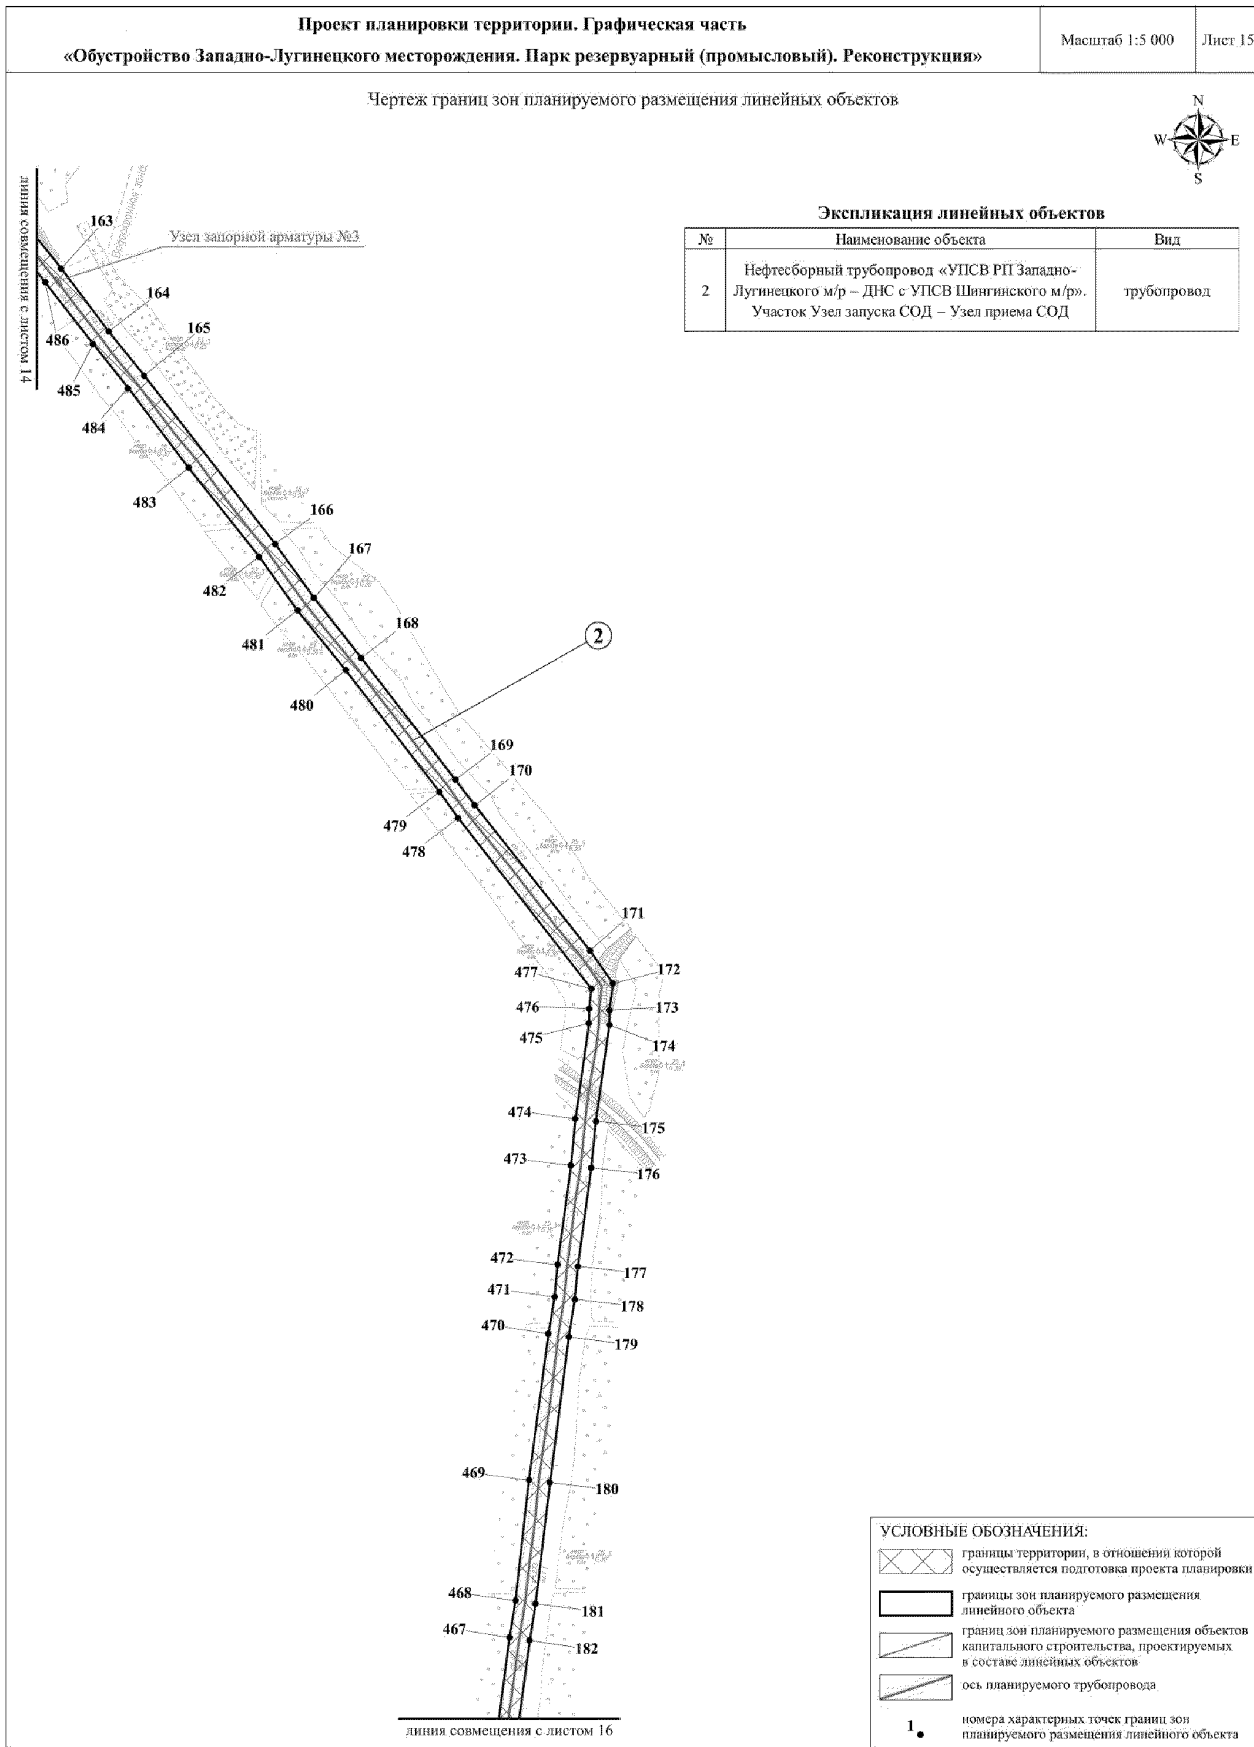 Проект планировки территории. Графическая часть
«Обустройство Западно-Лугинецкого месторождения. Парк резервуарный (промысловый). Реконструкция»
Масштаб 1:5 000
Лист 15
Чертеж границ зон планируемого размещения линейных объектов
N
W
E
S
Экспликация линейных объектов
№
Наименование объекта
Вид
2
Нефтесборный трубопровод «УПСВ РП Западно-
Лугинецкого м/р – ДНС с УПСВ Шингинского м/р».
Участок Узел запуска СОД – Узел приема СОД
трубопровод
линия совмещения с листом 14
Узел запорной арматуры №3
163
164
165
486
485
484
483
166
167
482
481
168
480
2
169
170
479
478
171
172
477
476
173
475
174
474
175
473
176
472
177
471
178
470
179
469
180
468
181
467
182
линия совмещения с листом 16
УСЛОВНЫЕ ОБОЗНАЧЕНИЯ:
границы территории, в отношении которой
осуществляется подготовка проекта планировки
границы зон планируемого размещения
линейного объекта
границ зон планируемого размещения объектов
капитального строительства, проектируемых
в составе линейных объектов
ось планируемого трубопровода
1
номера характерных точек границ зон
планируемого размещения линейного объекта